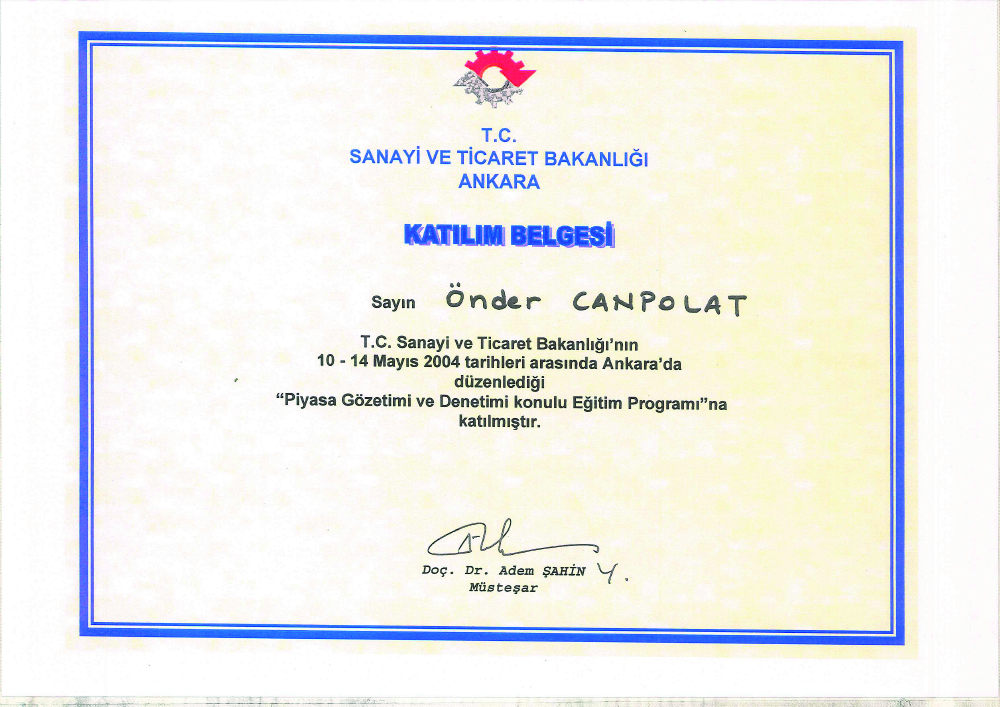 T.C.
SANAYİ VE TİCARET BAKANLIĞI
ANKARA
KATILIM BELGESİ
Sayın Önder CANPOLAT
T.C. Sanayi ve Ticaret Bakanlığı'nın
10 - 14 Mayıs 2004 tarihleri arasında Ankara'da
düzenlediği
“Piyasa Gözetimi ve Denetimi konulu Eğitim Programı”na
katılmıştır.
Doç. Dr. Adem ŞAHİN
Müsteşar